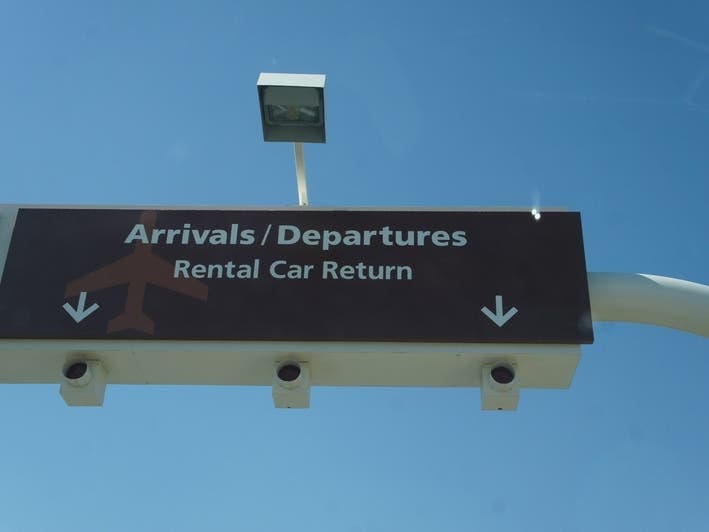 Arrivals / Departures
Rental Car Return